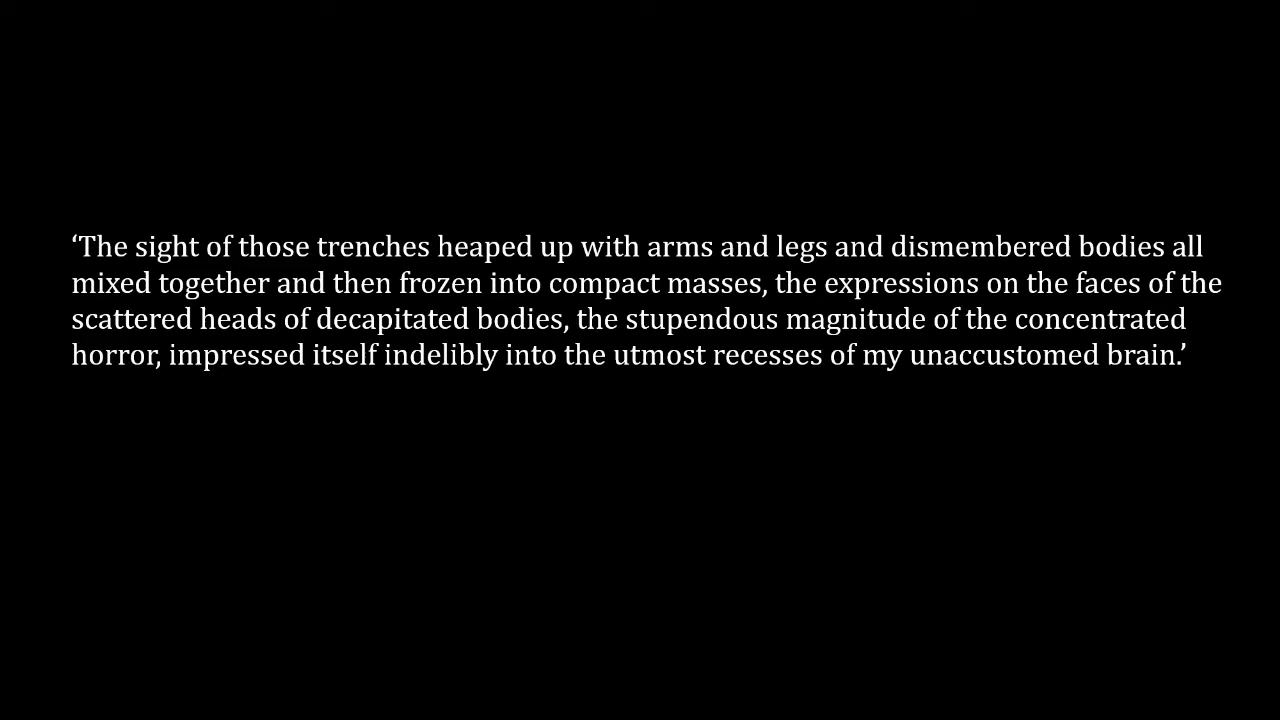 ‘The sight of those trenches heaped up with arms and legs and dismembered bodies all
mixed together and then frozen into compact masses, the expressions on the faces of the
scattered heads of decapitated bodies, the stupendous magnitude of the concentrated
horror, impressed itself indelibly into the utmost recesses of my unaccustomed brain.’